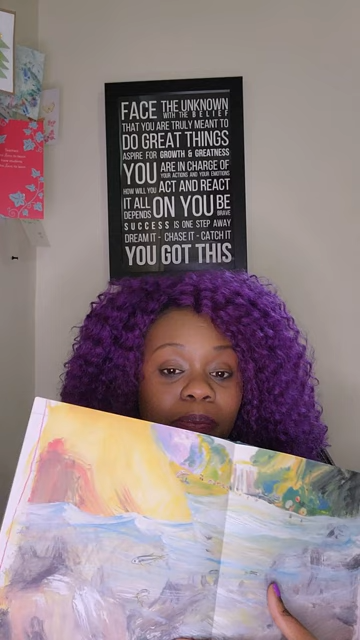 FACE THE UNKNOWN
WITH THE BELIEF
THAT YOU ARE TRULY MEANT TO
DO GREAT THINGS
ASPIRE FOR GROWTH & GREATNESS
YOU ARE IN CHARGE OF
YOUR ACTIONS AND YOUR EMOTIONS
HOW WILL YOU ACT AND REACT
IT ALL DEPENDS ON YOU BE BRAVE
SUCCESS IS ONE STEP AWAY
DREAM IT - CHASE IT - CATCH IT
YOU GOT THIS